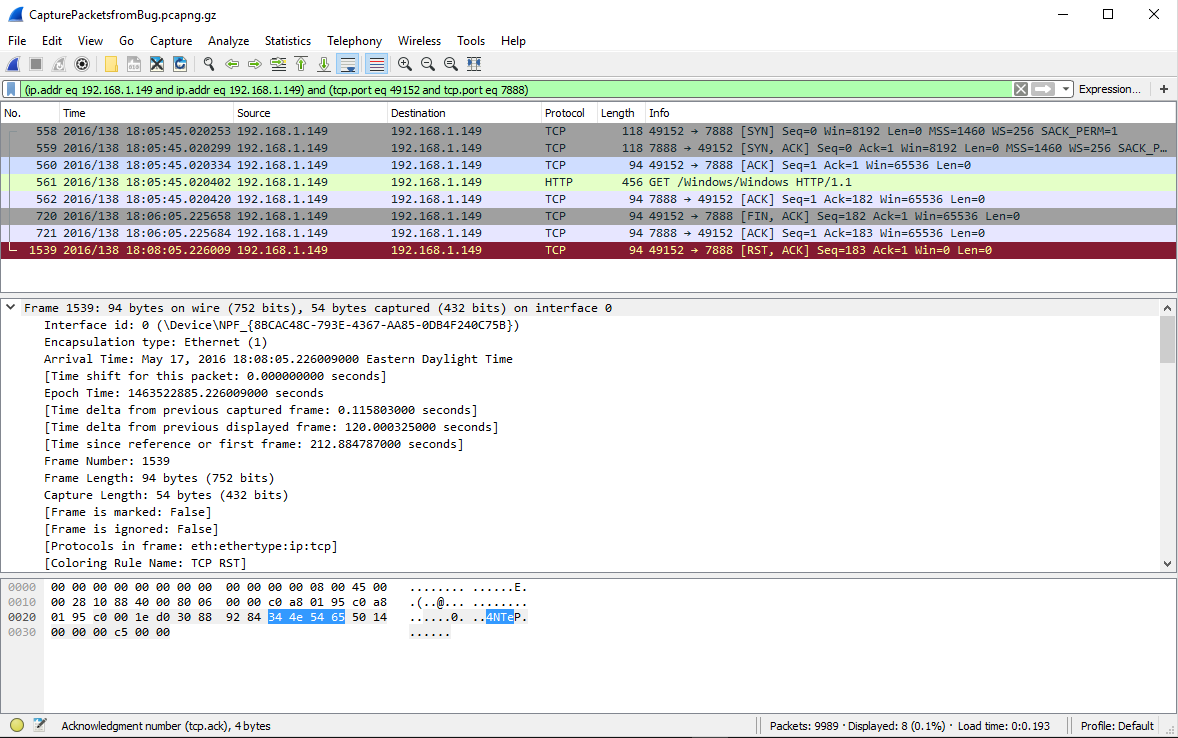 CapturePacketsfromBug.pcapng.gz
File Edit View Go Capture Analyze Statistics Telephony Wireless Tools Help
(ip.addr eq 192.168.1.149 and ip.addr eq 192.168.1.149) and (tcp.port eq 49152 and tcp.port eq 7888) Expression... +
No. Time Source Destination Protocol Length Info
558 2016/138 18:05:45.020253 192.168.1.149 192.168.1.149 TCP 118 49152 → 7888 [SYN] Seq=0 Win=8192 Len=0 MSS=1460 WS=256 SACK_PERM=1
559 2016/138 18:05:45.020299 192.168.1.149 192.168.1.149 TCP 118 7888 → 49152 [SYN, ACK] Seq=0 Ack=1 Win=8192 Len=0 MSS=1460 WS=256 SACK_P…
560 2016/138 18:05:45.020334 192.168.1.149 192.168.1.149 TCP 94 49152 → 7888 [ACK] Seq=1 Ack=1 Win=65536 Len=0
561 2016/138 18:05:45.020402 192.168.1.149 192.168.1.149 HTTP 456 GET /Windows/Windows HTTP/1.1
562 2016/138 18:05:45.020420 192.168.1.149 192.168.1.149 TCP 94 7888 → 49152 [ACK] Seq=1 Ack=182 Win=65536 Len=0
720 2016/138 18:06:05.225658 192.168.1.149 192.168.1.149 TCP 94 49152 → 7888 [FIN, ACK] Seq=182 Ack=1 Win=65536 Len=0
721 2016/138 18:06:05.225684 192.168.1.149 192.168.1.149 TCP 94 7888 → 49152 [ACK] Seq=1 Ack=183 Win=65536 Len=0
1539 2016/138 18:08:05.226009 192.168.1.149 192.168.1.149 TCP 94 49152 → 7888 [RST, ACK] Seq=183 Ack=1 Win=0 Len=0
Frame 1539: 94 bytes on wire (752 bits), 54 bytes captured (432 bits) on interface 0
Interface id: 0 (\Device\NPF_{8BCAC48C-793E-4367-AA85-0DB4F240C75B})
Encapsulation type: Ethernet (1)
Arrival Time: May 17, 2016 18:08:05.226009000 Eastern Daylight Time
[Time shift for this packet: 0.000000000 seconds]
Epoch Time: 1463522885.226009000 seconds
[Time delta from previous captured frame: 0.115803000 seconds]
[Time delta from previous displayed frame: 120.000325000 seconds]
[Time since reference or first frame: 212.884787000 seconds]
Frame Number: 1539
Frame Length: 94 bytes (752 bits)
Capture Length: 54 bytes (432 bits)
[Frame is marked: False]
[Frame is ignored: False]
[Protocols in frame: eth:ethertype:ip:tcp]
[Coloring Rule Name: TCP RST]
0000 00 00 00 00 00 00 00 00 00 00 00 00 08 00 45 00 ........ ......E.
0010 00 28 10 88 40 00 80 06 00 00 c0 a8 01 95 c0 a8 .(..@... ........
0020 01 95 c0 00 1e d0 30 88 92 84 34 4e 54 65 50 14 ......0. ..4NTeP.
0030 00 00 00 c5 00 00 ......
Acknowledgment number (tcp.ack), 4 bytes Packets: 9989 · Displayed: 8 (0.1%) · Load time: 0:0.193 Profile: Default